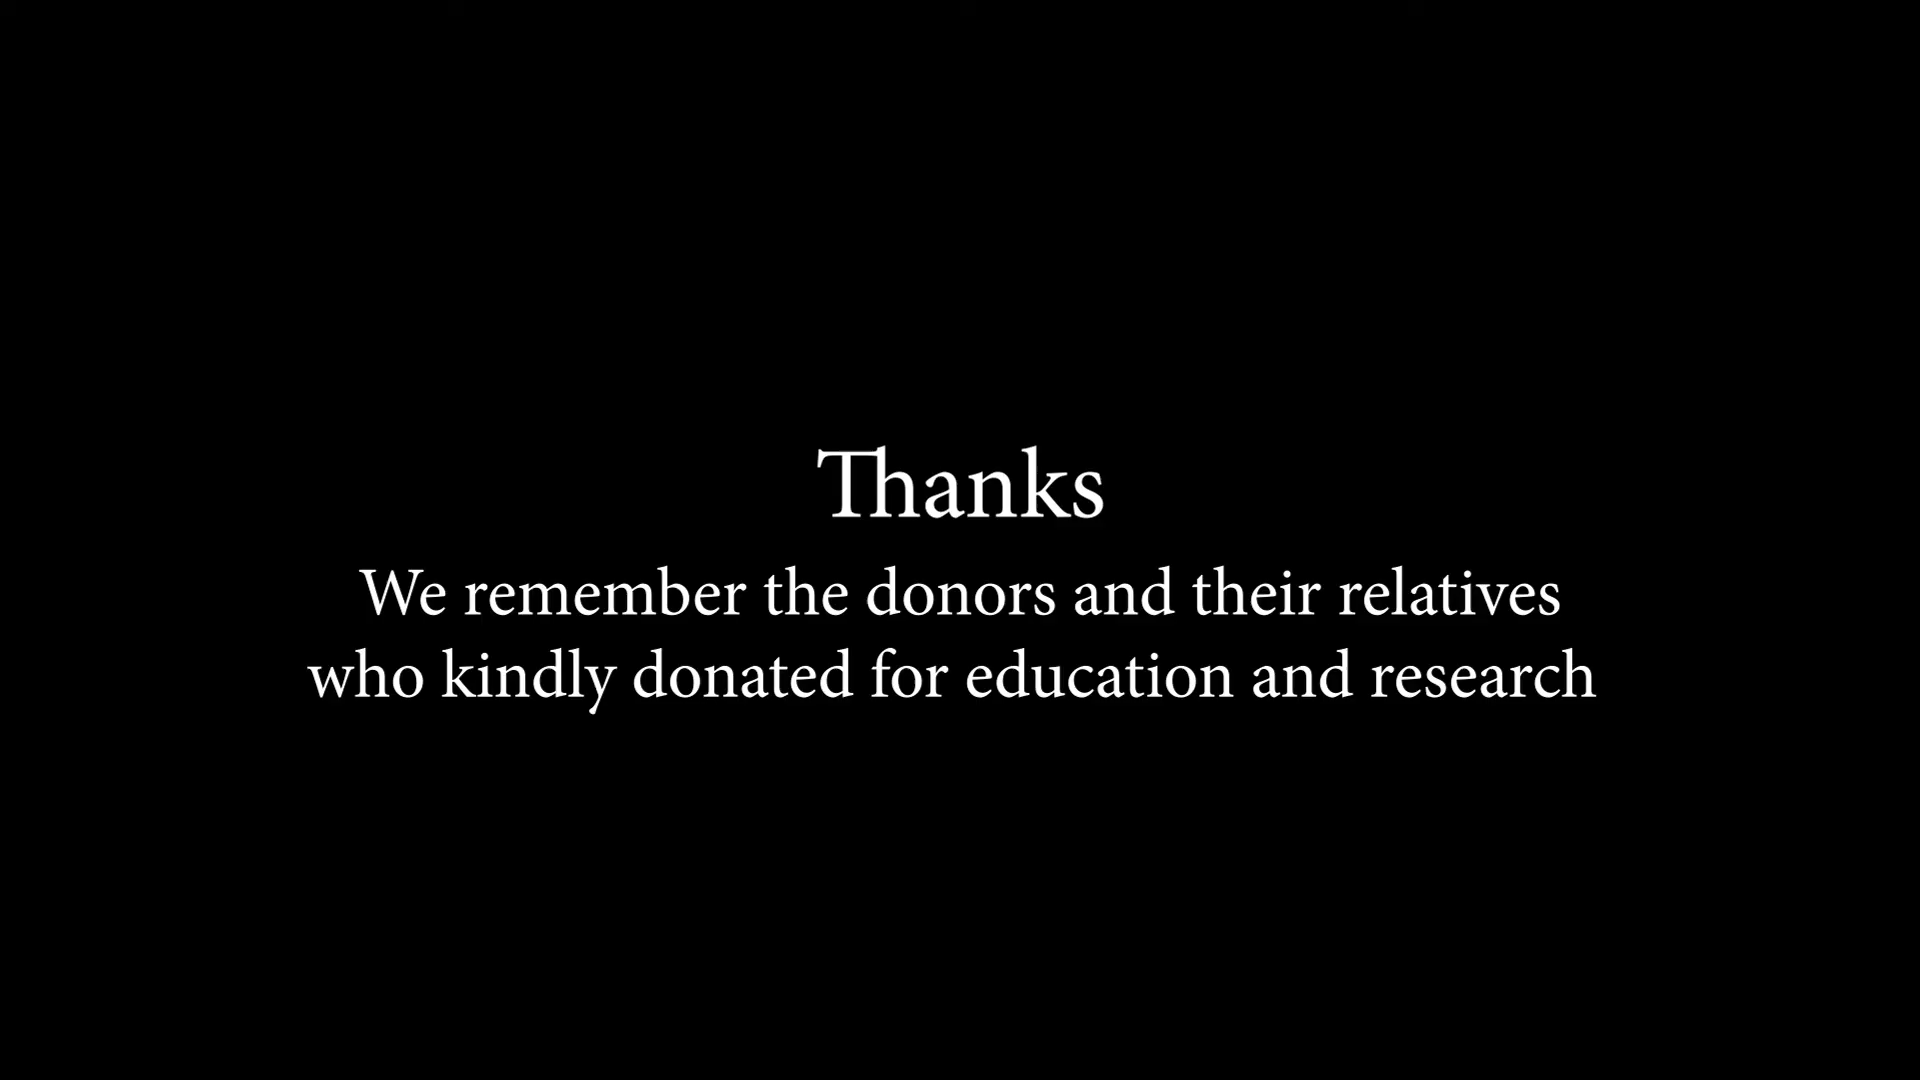 Thanks
We remember the donors and their relatives
who kindly donated for education and research